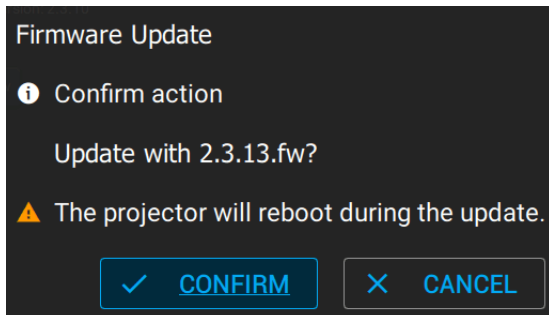 Firmware Update
Confirm action
Update with 2.3.13.fw?
The projector will reboot during the update.
CONFIRM CANCEL